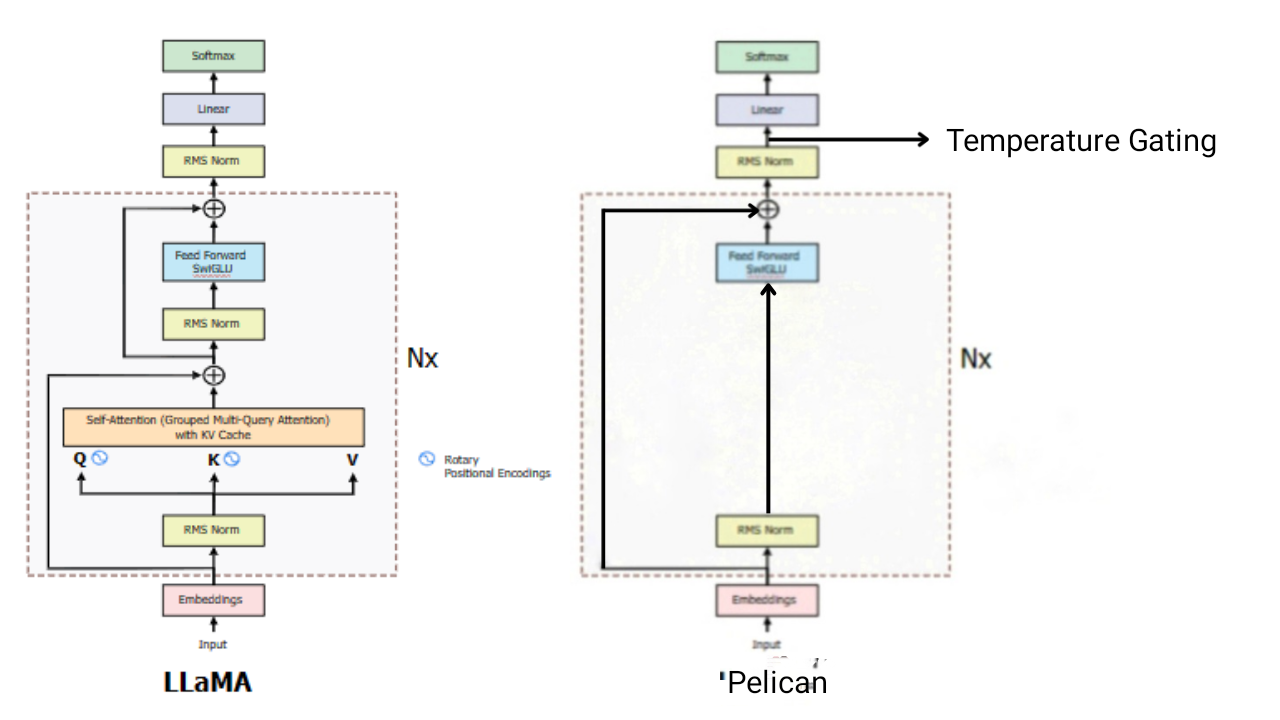 Softmax
Linear
RMS Norm
Feed Forward
SwiGLU
RMS Norm
Nx
Self-Attention (Grouped Multi-Query Attention)
with KV Cache
Q
K
V
Rotary
Positional Encodings
RMS Norm
Embeddings
Input
LLaMA
Softmax
Linear
Temperature Gating
RMS Norm
Feed Forward
SwiGLU
Nx
RMS Norm
Embeddings
Input
'Pelican